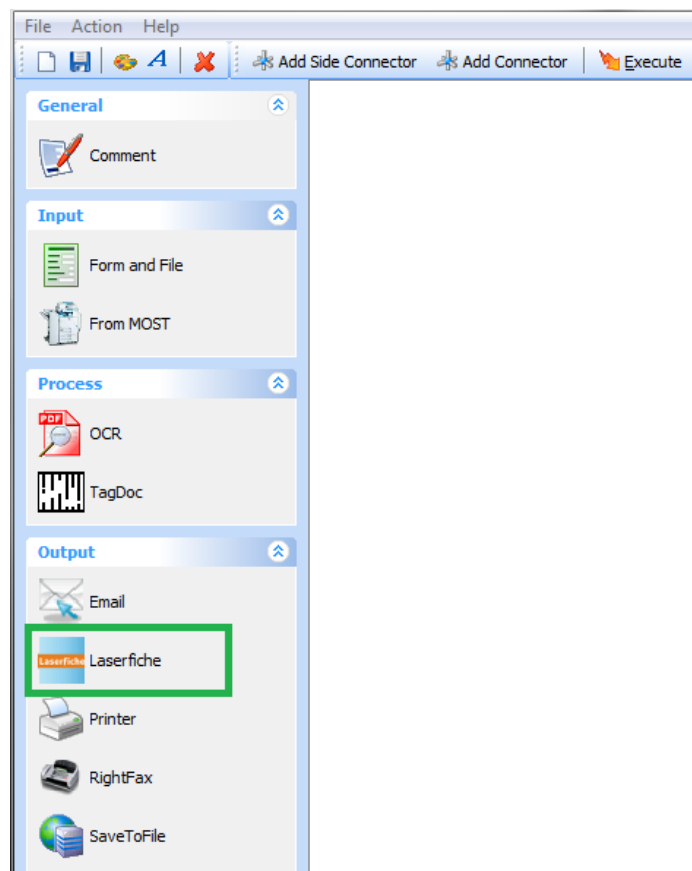 File Action Help
A Add Side Connector Add Connector Execute
General
Comment
Input
Form and File
From MOST
Process
PDF
OCR
TagDoc
Output
Email
Laserfiche Laserfiche
Printer
RightFax
SaveToFile